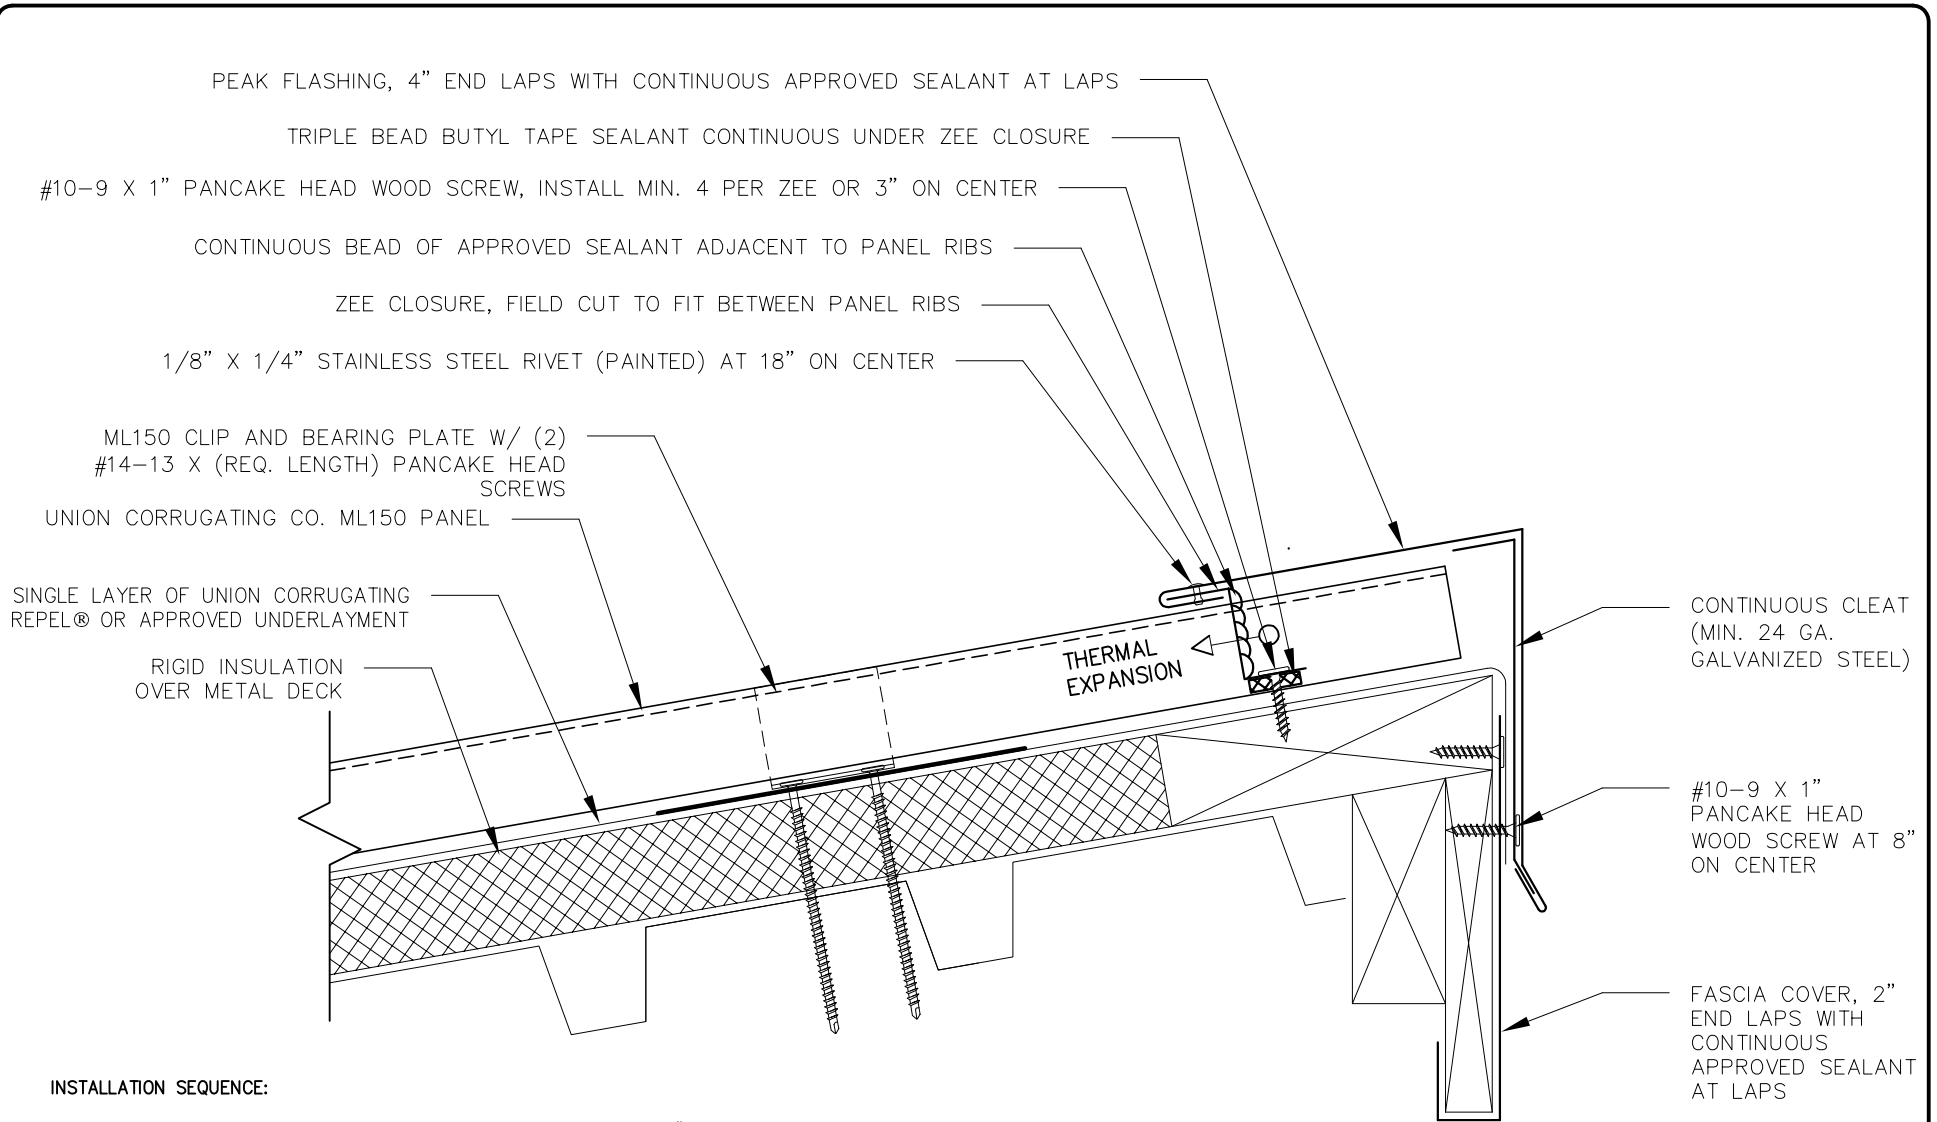 PEAK FLASHING, 4" END LAPS WITH CONTINUOUS APPROVED SEALANT AT LAPS
TRIPLE BEAD BUTYL TAPE SEALANT CONTINUOUS UNDER ZEE CLOSURE
#10-9 X 1" PANCAKE HEAD WOOD SCREW, INSTALL MIN. 4 PER ZEE OR 3" ON CENTER
CONTINUOUS BEAD OF APPROVED SEALANT ADJACENT TO PANEL RIBS
ZEE CLOSURE, FIELD CUT TO FIT BETWEEN PANEL RIBS
1/8" X 1/4" STAINLESS STEEL RIVET (PAINTED) AT 18" ON CENTER
ML150 CLIP AND BEARING PLATE W/ (2)
#14-13 X (REQ. LENGTH) PANCAKE HEAD
SCREWS
UNION CORRUGATING CO. ML150 PANEL
SINGLE LAYER OF UNION CORRUGATING
REPEL® OR APPROVED UNDERLAYMENT
RIGID INSULATION
OVER METAL DECK
THERMAL
EXPANSION
CONTINUOUS CLEAT
(MIN. 24 GA.
GALVANIZED STEEL)
#10-9 X 1"
PANCAKE HEAD
WOOD SCREW AT 8"
ON CENTER
FASCIA COVER, 2"
END LAPS WITH
CONTINUOUS
APPROVED SEALANT
AT LAPS
INSTALLATION SEQUENCE: